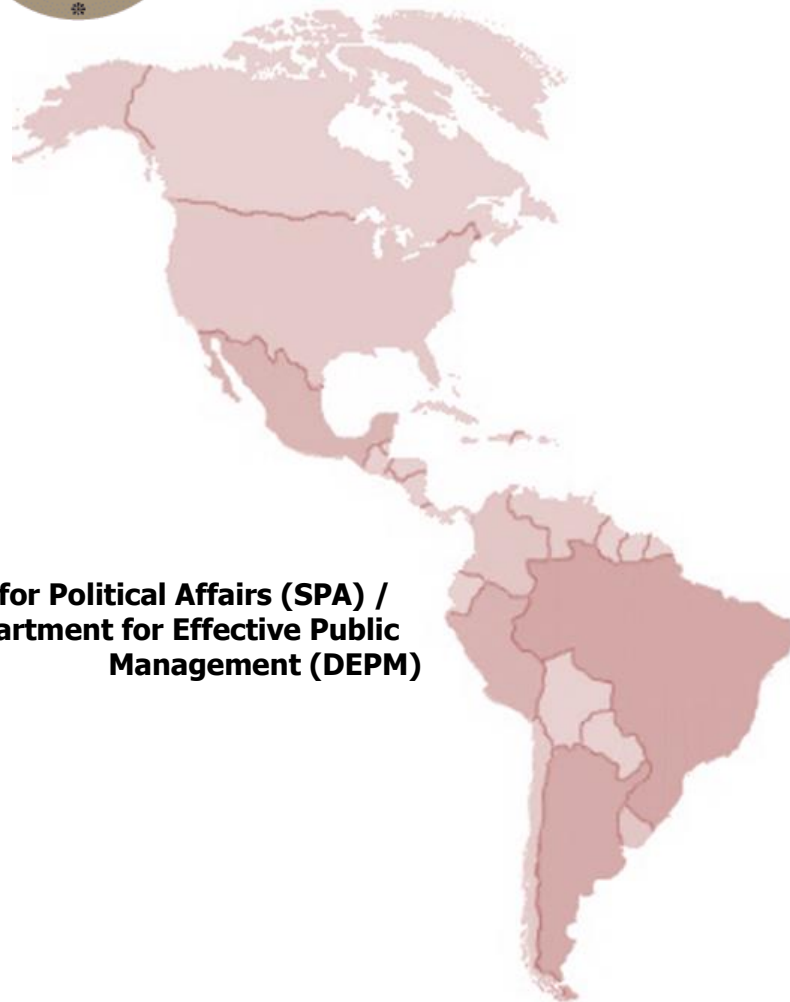 for Political Affairs (SPA) /
artment for Effective Public
Management (DEPM)